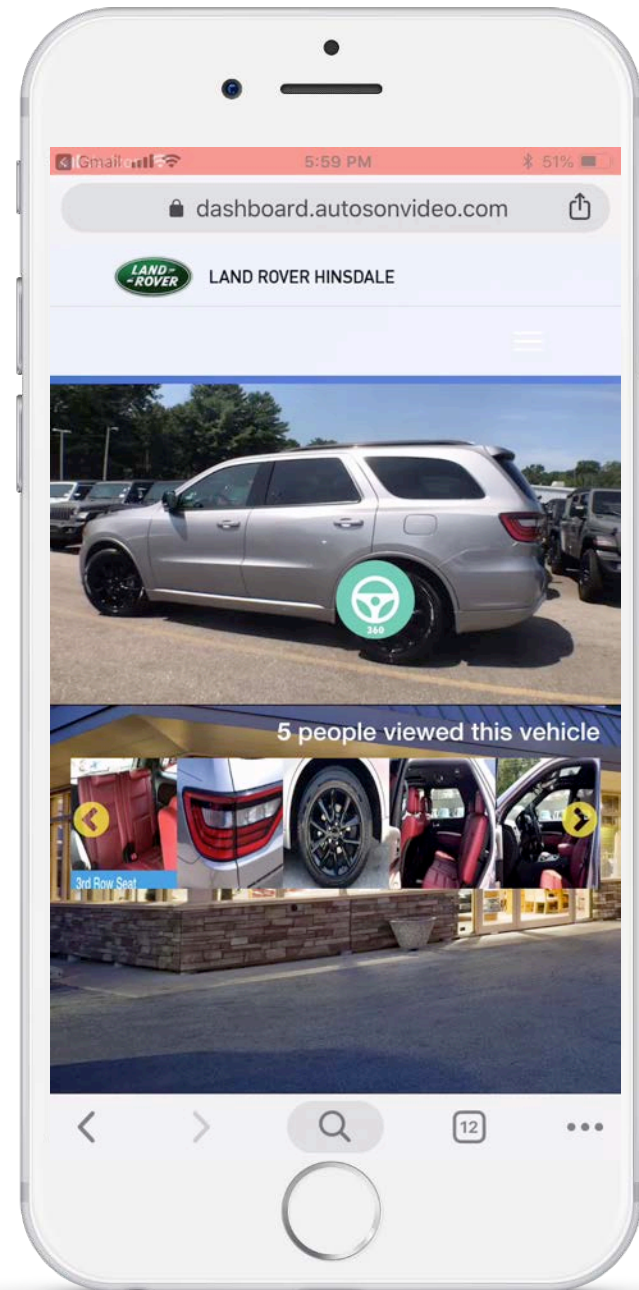 Gmail
5:59 PM
51%
dashboard.autosonvideo.com
LAND-
-ROVER
LAND ROVER HINSDALE
360
5 people viewed this vehicle
3rd Row Seat
12